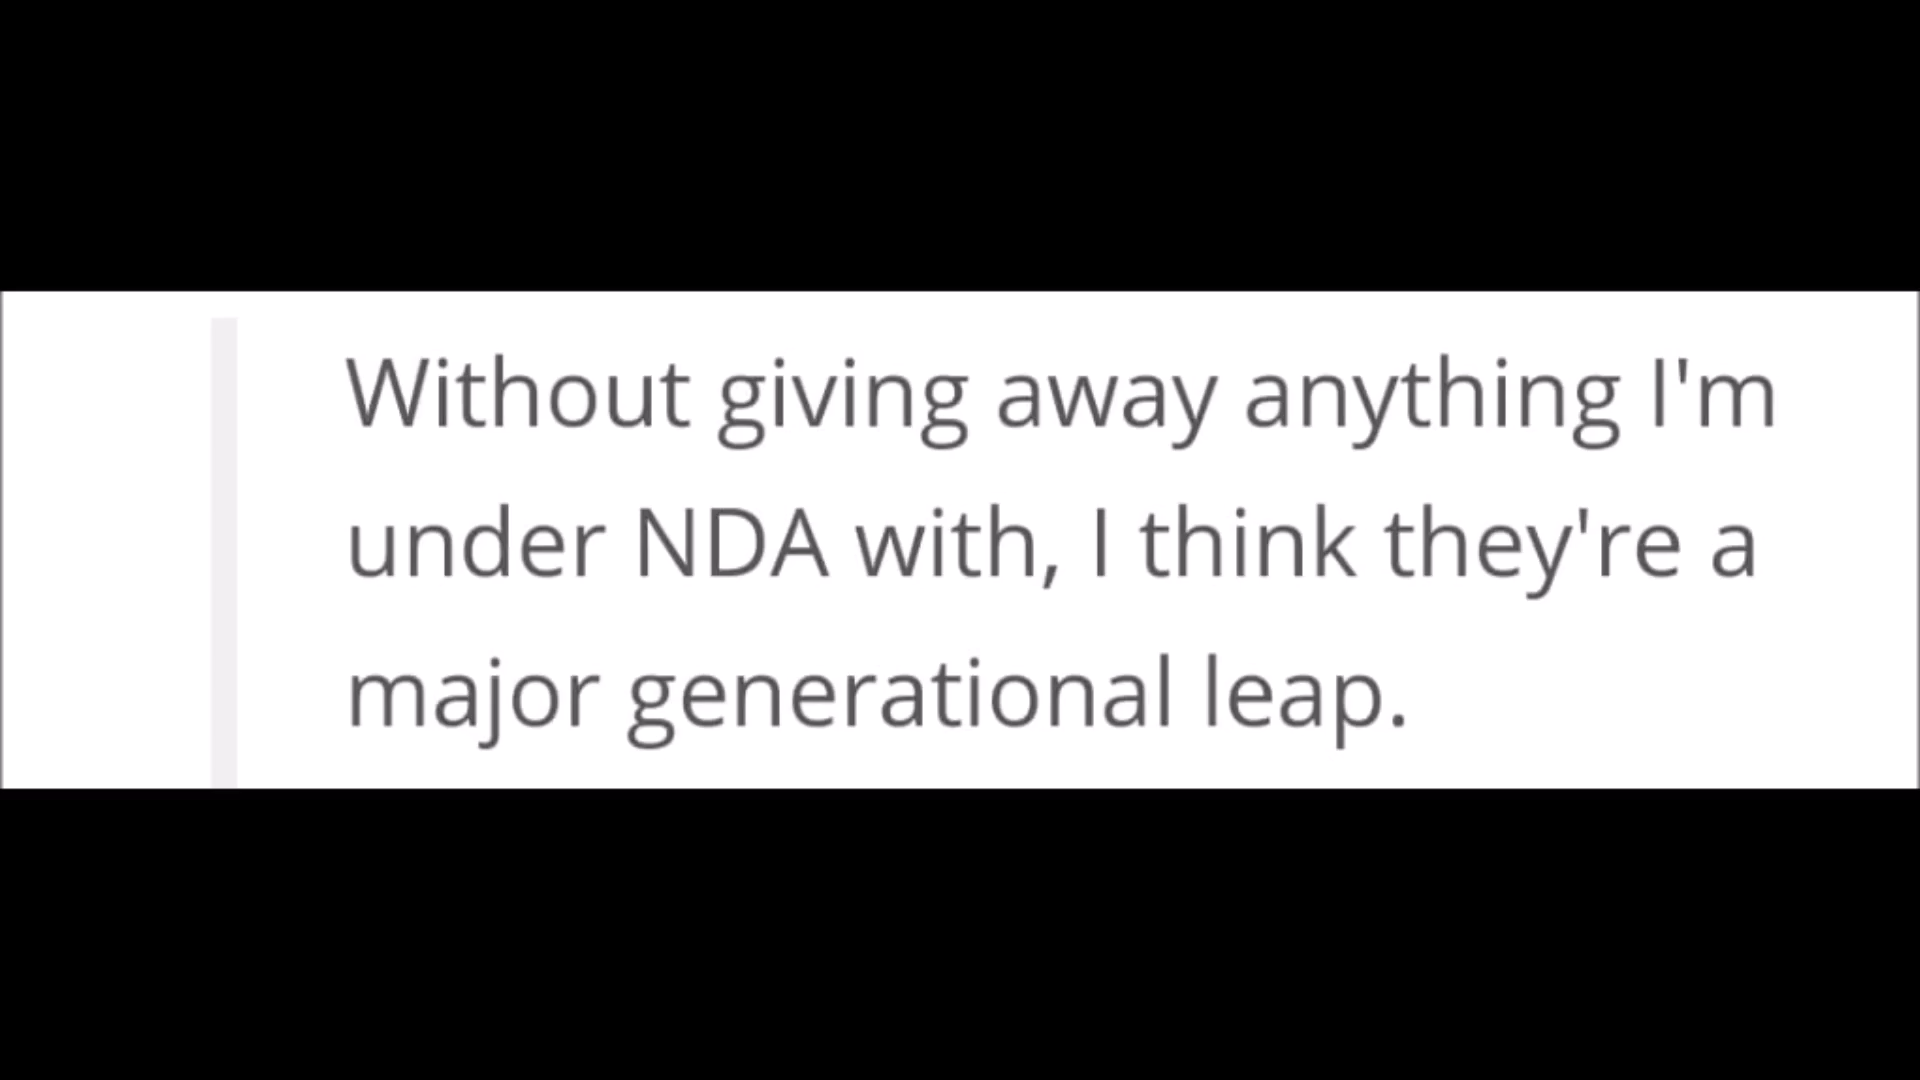 Without giving away anything I'm
under NDA with, I think they're a
major generational leap.